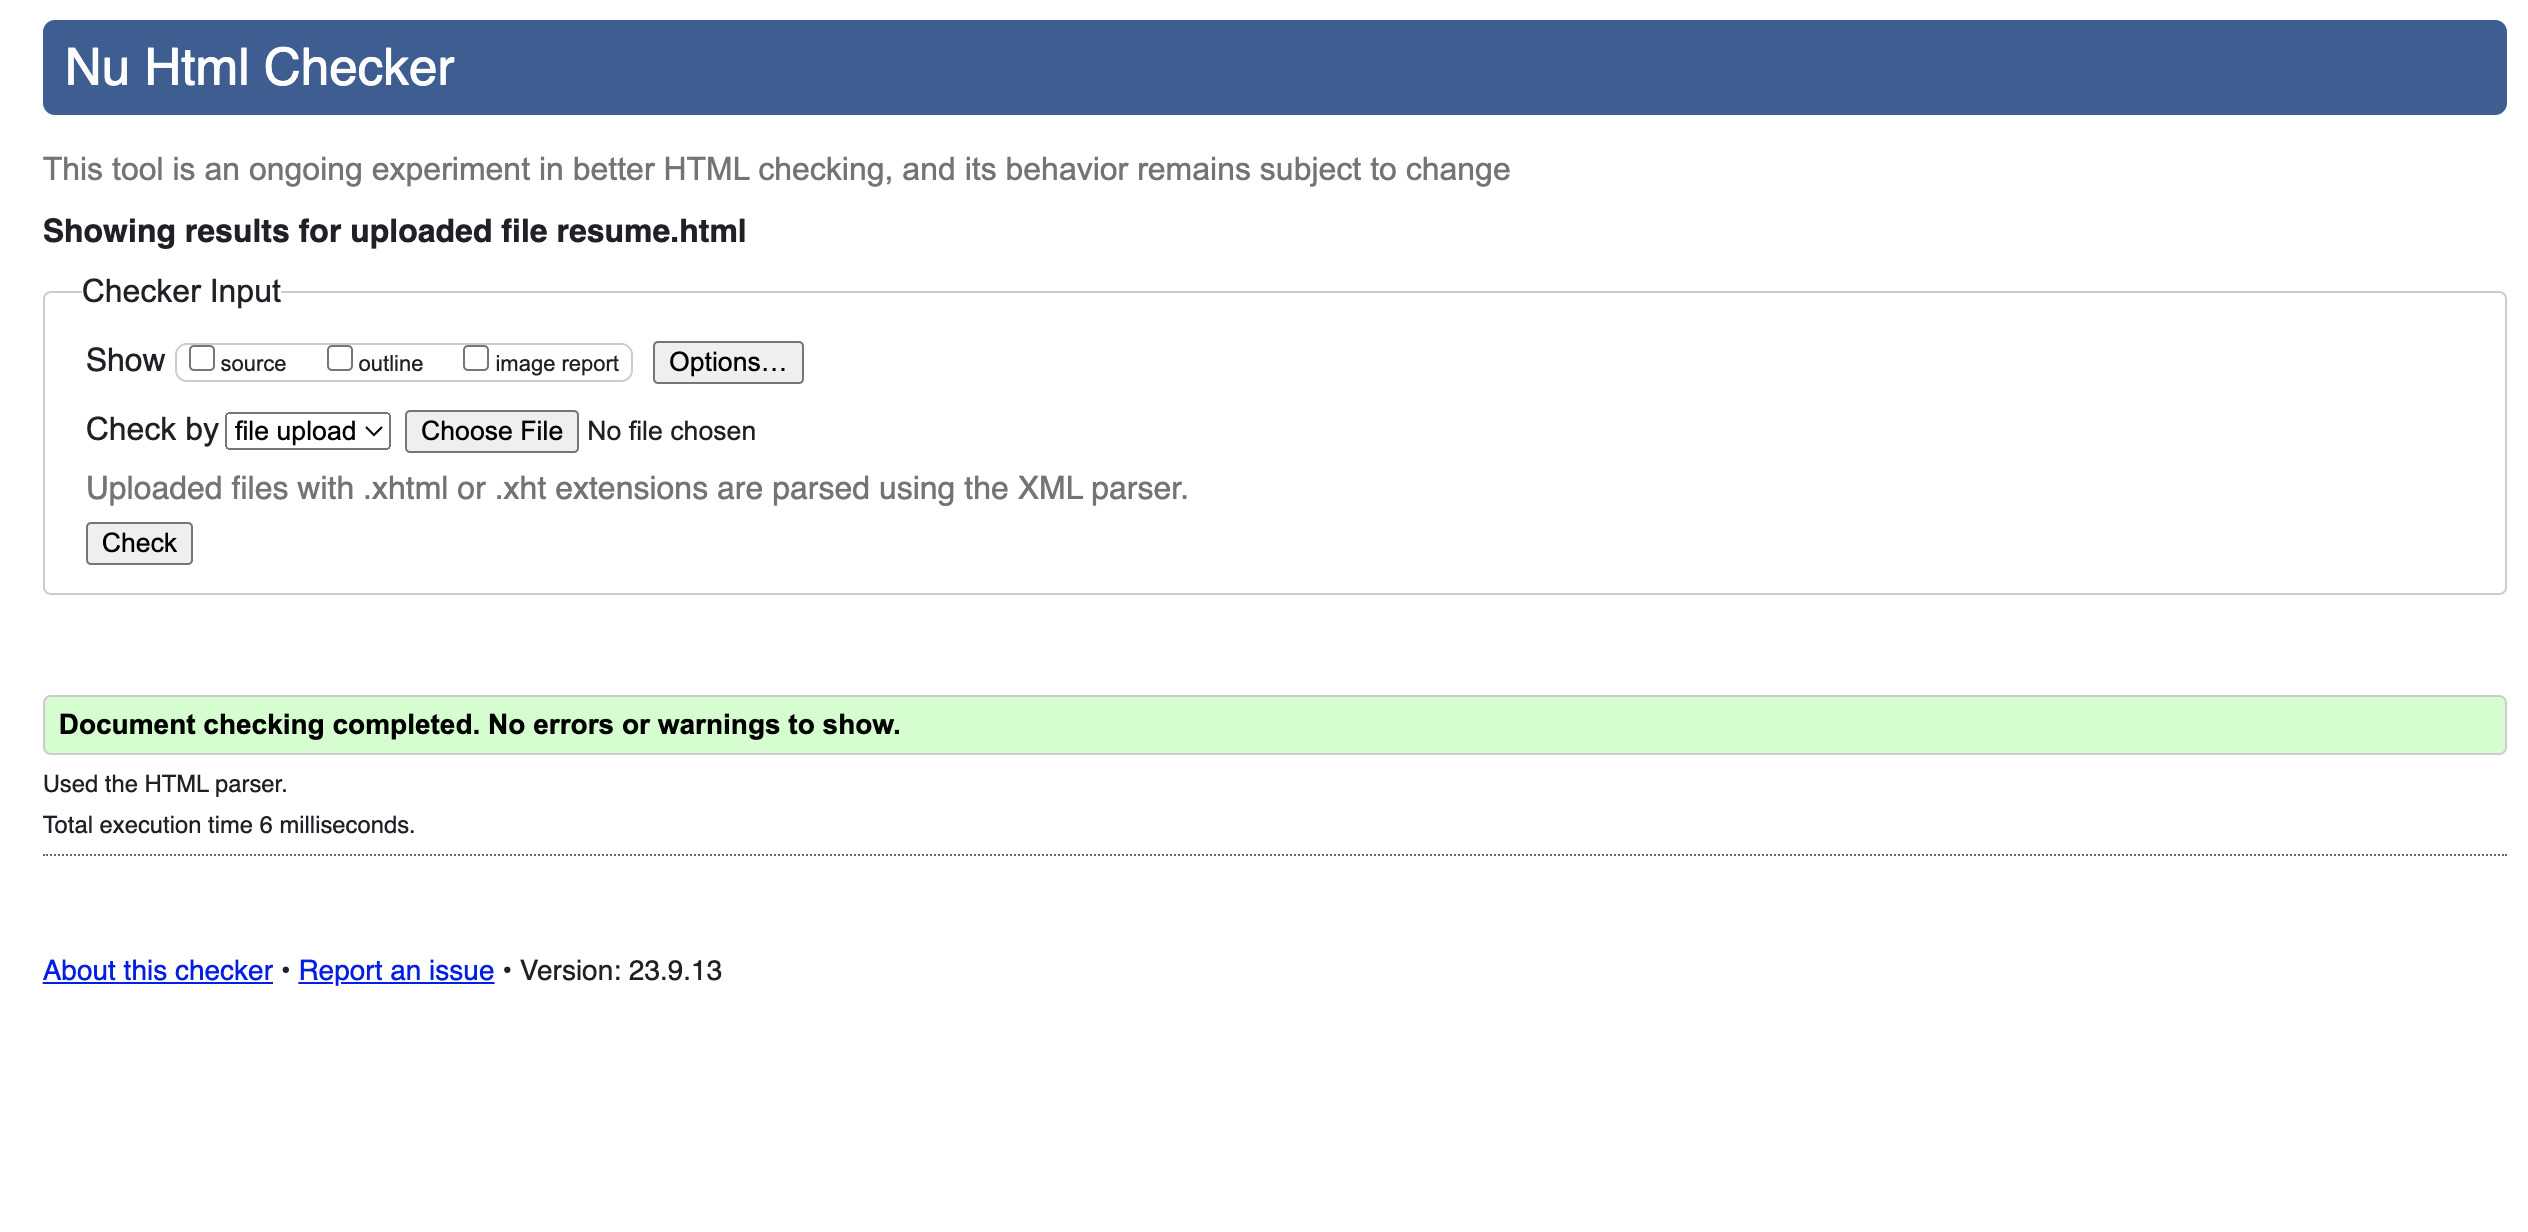 Nu Html Checker
This tool is an ongoing experiment in better HTML checking, and its behavior remains subject to change
Showing results for uploaded file resume.html
Checker Input
Show source outline image report Options...
Check by file upload Choose File No file chosen
Uploaded files with .xhtml or .xht extensions are parsed using the XML parser.
Check
Document checking completed. No errors or warnings to show.
Used the HTML parser.
Total execution time 6 milliseconds.
About this checker • Report an issue • Version: 23.9.13